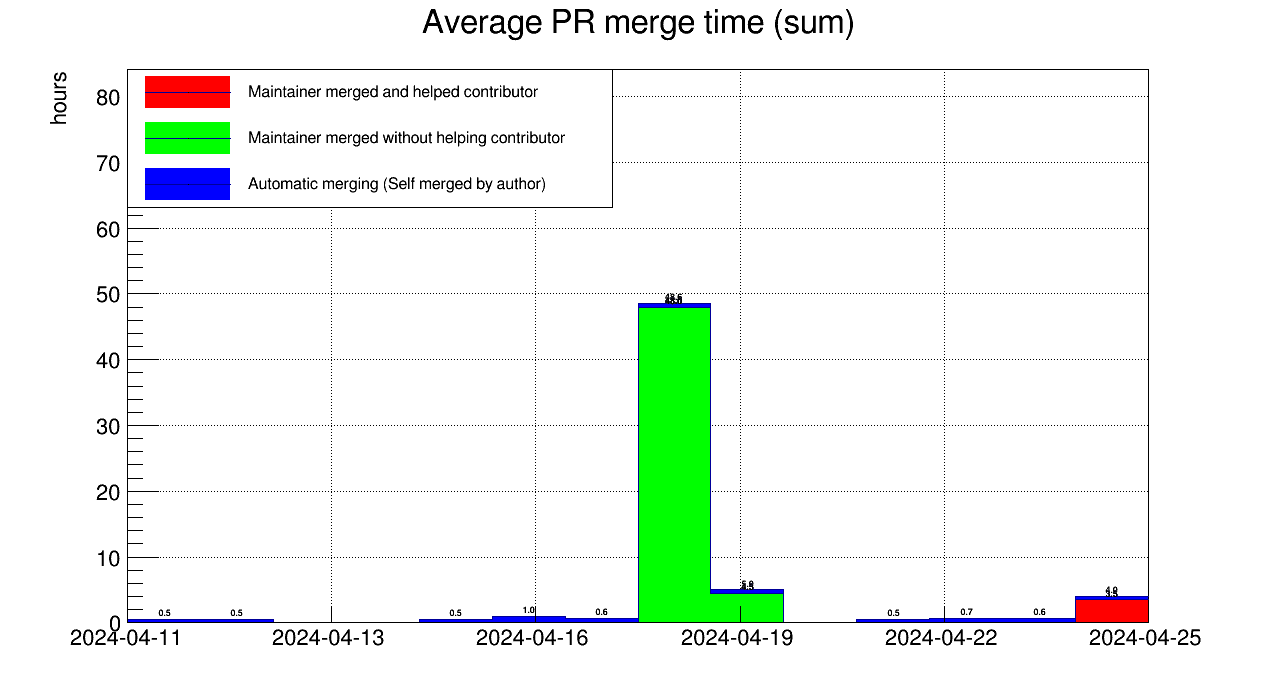 Average PR merge time (sum)
hours
Maintainer merged and helped contributor
Maintainer merged without helping contributor
Automatic merging (Self merged by author)
80
70
60
50
40
30
20
10
0
0.5 0.5 0.5 1.0 0.6 0.5 0.7 0.6
2024-04-11 2024-04-13 2024-04-16 2024-04-19 2024-04-22 2024-04-25